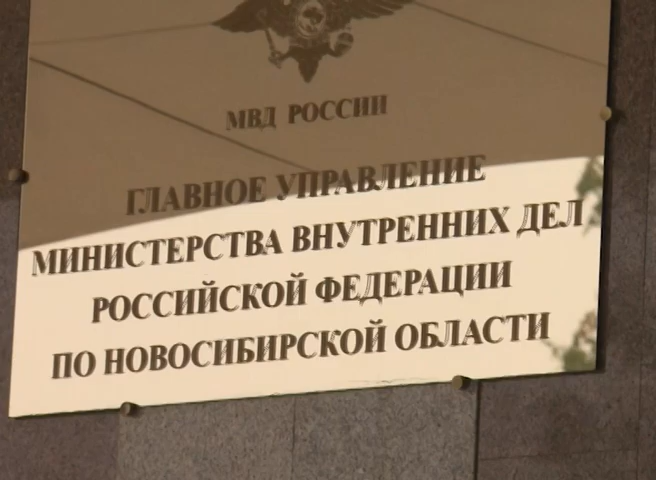 МВД РОССИИ
ГЛАВНОЕ УПРАВЛЕНИЕ
МИНИСТЕРСТВА ВНУТРЕННИХ ДЕЛ
РОССИЙСКОЙ ФЕДЕРАЦИИ
ПО НОВОСИБИРСКОЙ ОБЛАСТИ